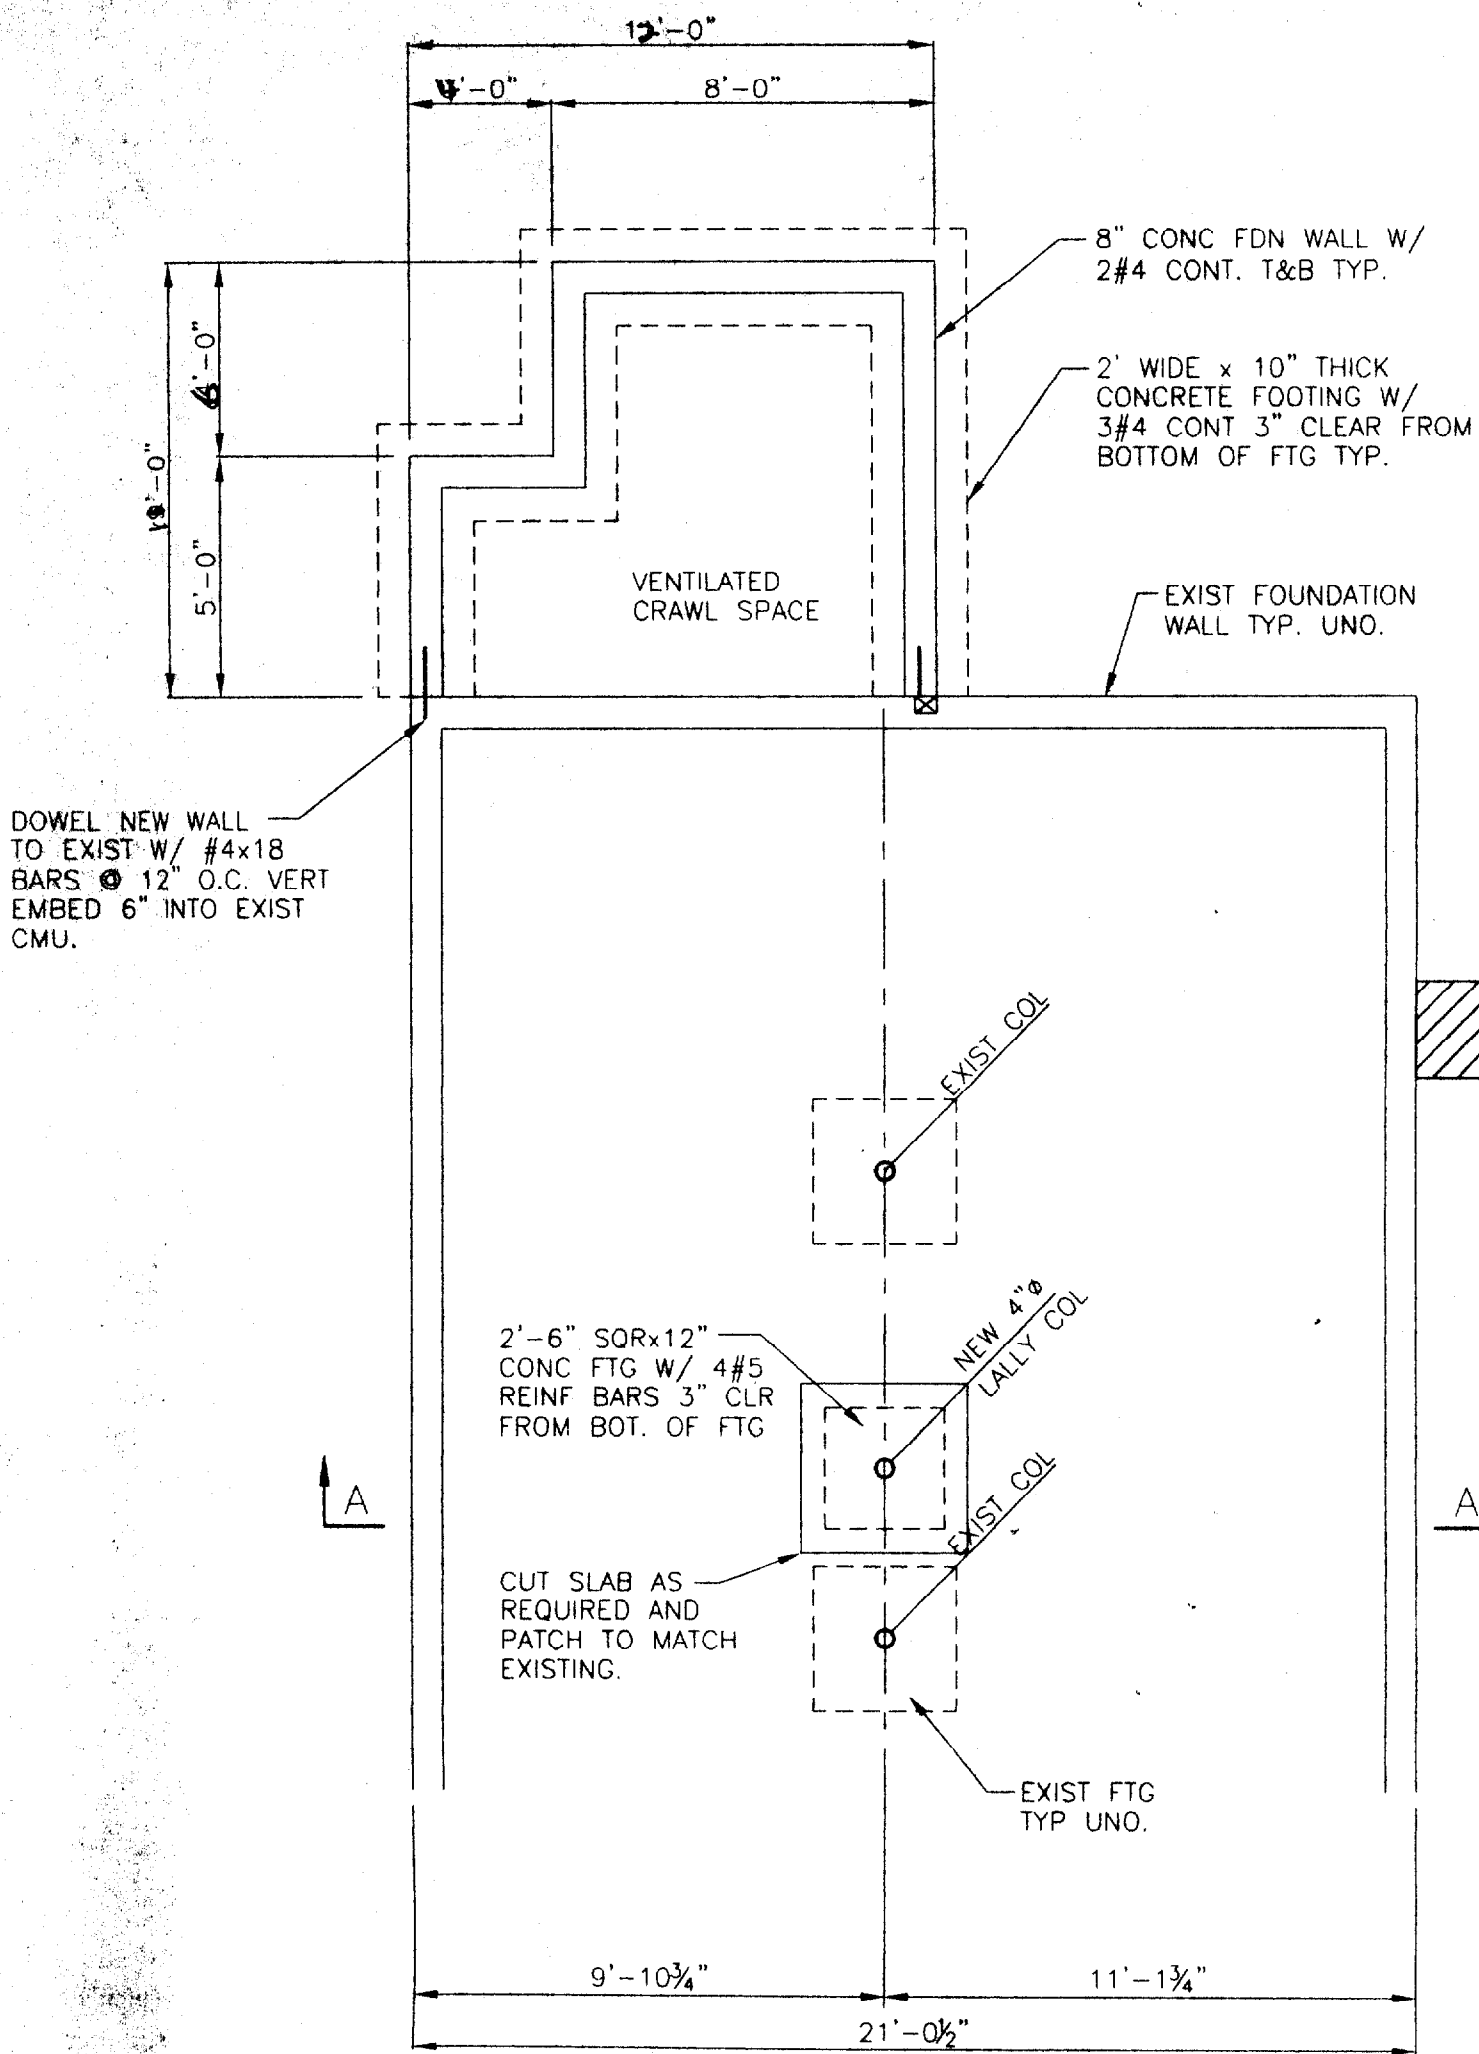 12'-0"
4'-0"
8'-0"
8" CONC FDN WALL W/
2#4 CONT. T&B TYP.
2' WIDE x 10" THICK
CONCRETE FOOTING W/
3#4 CONT 3" CLEAR FROM
BOTTOM OF FTG TYP.
5'-0"
VENTILATED
CRAWL SPACE
EXIST FOUNDATION
WALL TYP. UNO.
DOWEL NEW WALL
TO EXIST W/ #4x18
BARS @ 12" O.C. VERT
EMBED 6" INTO EXIST
CMU.
EXIST COL
NEW 4"ø
LALLY COL
2'-6" SQRx12"
CONC FTG W/ 4#5
REINF BARS 3" CLR
FROM BOT. OF FTG
A
A
EXIST COL
CUT SLAB AS
REQUIRED AND
PATCH TO MATCH
EXISTING.
EXIST FTG
TYP UNO.
9'-10¾"
11'-1¾"
21'-0½"